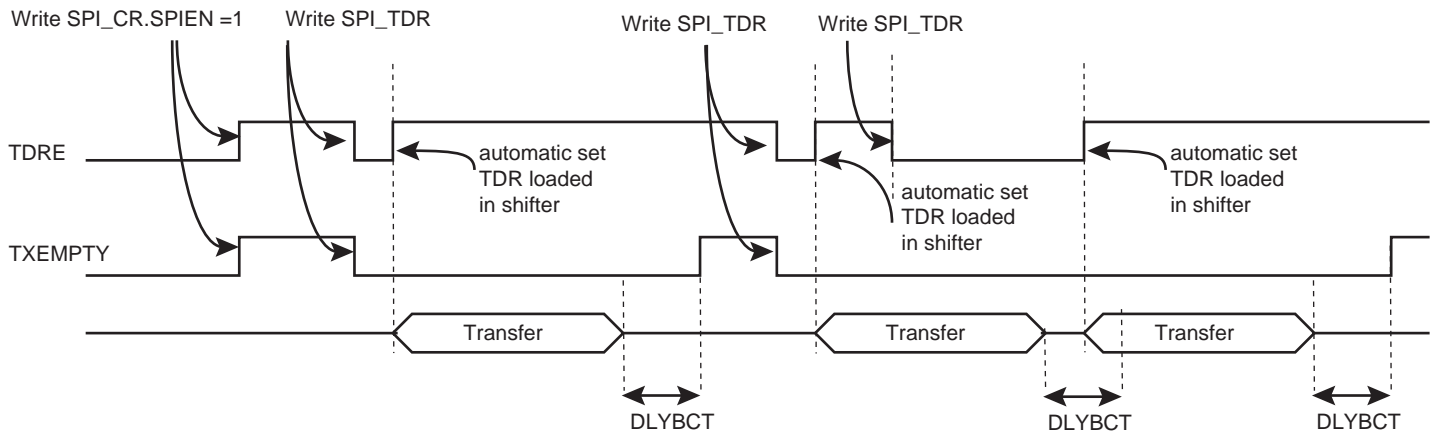 Write SPI_CR.SPIEN =1
Write SPI_TDR
Write SPI_TDR
Write SPI_TDR
TDRE
automatic set
TDR loaded
in shifter
automatic set
TDR loaded
in shifter
automatic set
TDR loaded
in shifter
TXEMPTY
Transfer
Transfer
Transfer
DLYBCT
DLYBCT
DLYBCT